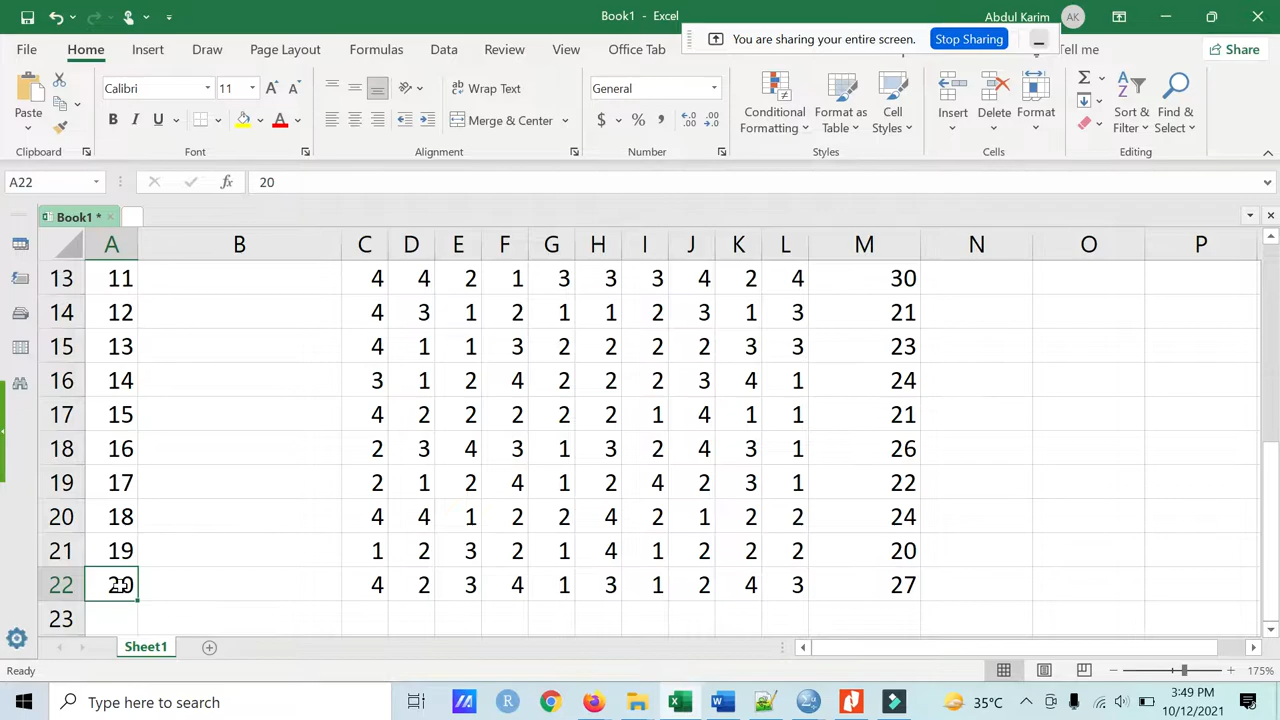 Book1 - Excel
Abdul Karim
AK
File Home Insert Draw Page Layout Formulas Data Review View Office Tab
You are sharing your entire screen. Stop Sharing
Tell me
Share
Paste
Calibri 11
B I U A
Wrap Text
Merge & Center
General
$ % ,
Conditional Formatting
Format as Table
Cell Styles
Insert Delete Format
Sort & Filter
Find & Select
Clipboard Font Alignment Number Styles Cells Editing
A22 fx 20
Book1 *
A B C D E F G H I J K L M N O P
13 11 4 4 2 1 3 3 3 4 2 4 30
14 12 4 3 1 2 1 1 2 3 1 3 21
15 13 4 1 1 3 2 2 2 2 3 3 23
16 14 3 1 2 4 2 2 2 3 4 1 24
17 15 4 2 2 2 2 2 1 4 1 1 21
18 16 2 3 4 3 1 3 2 4 3 1 26
19 17 2 1 2 4 1 2 4 2 3 1 22
20 18 4 4 1 2 2 4 2 1 2 2 24
21 19 1 2 3 2 1 4 1 2 2 2 20
22 20 4 2 3 4 1 3 1 2 4 3 27
23
Sheet1
Ready
175%
Type here to search
35°C
3:49 PM
10/12/2021